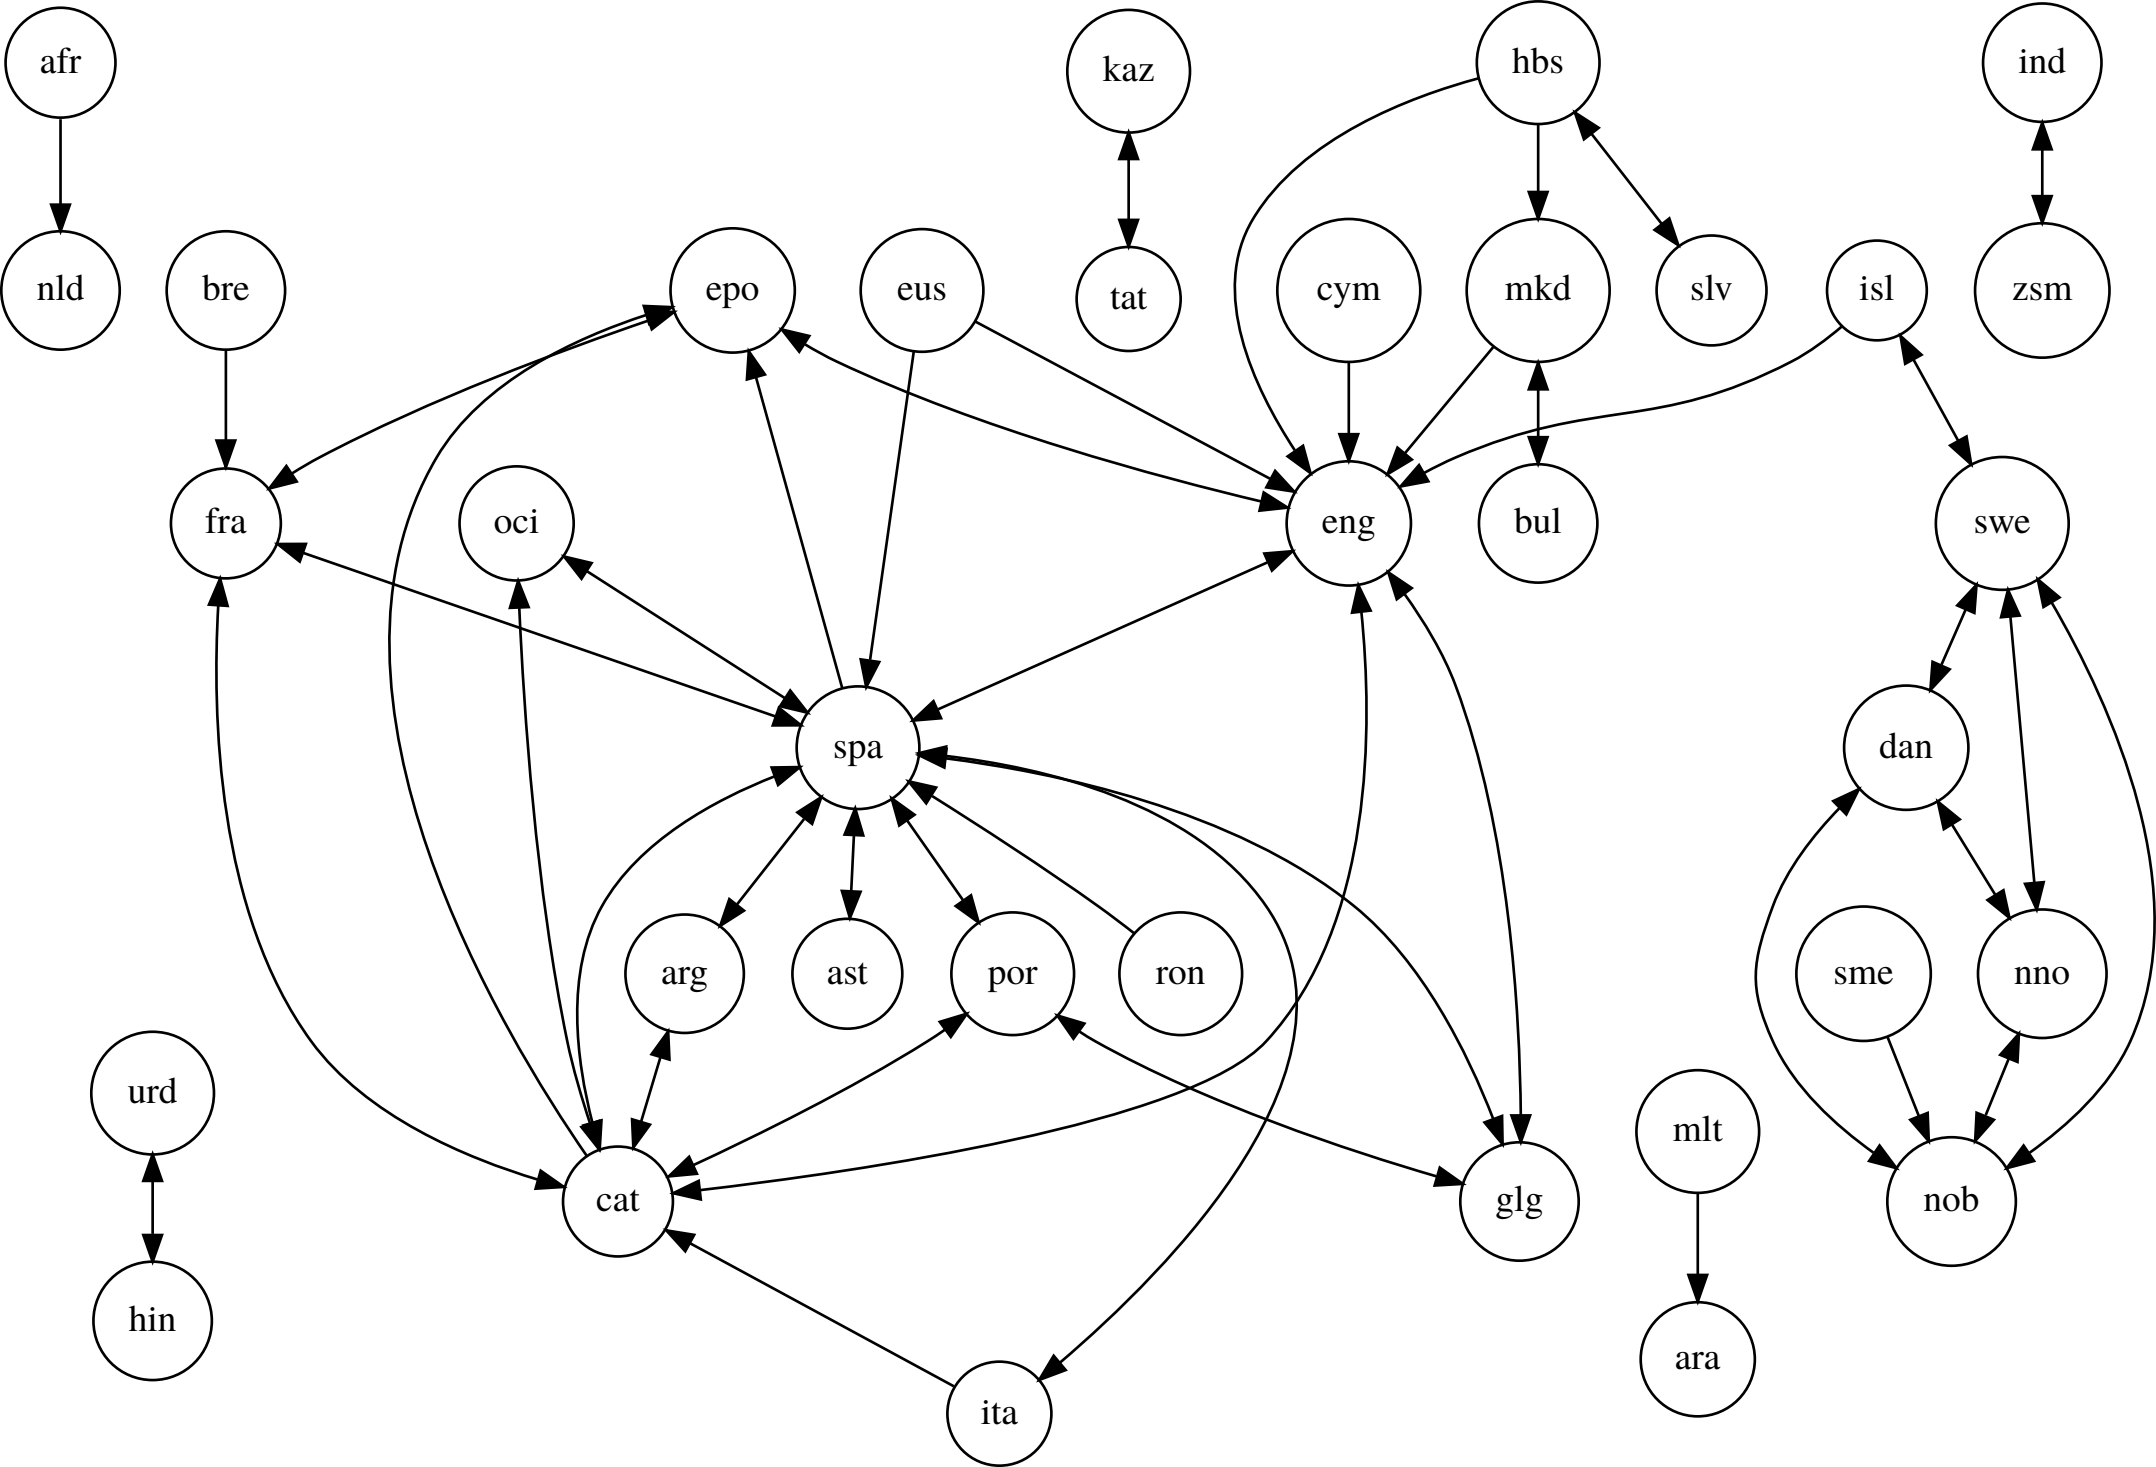 afr
kaz
hbs
ind
nld
bre
epo
eus
tat
cym
mkd
slv
isl
zsm
fra
oci
eng
bul
swe
spa
dan
arg
ast
por
ron
sme
nno
urd
mlt
cat
glg
nob
hin
ara
ita